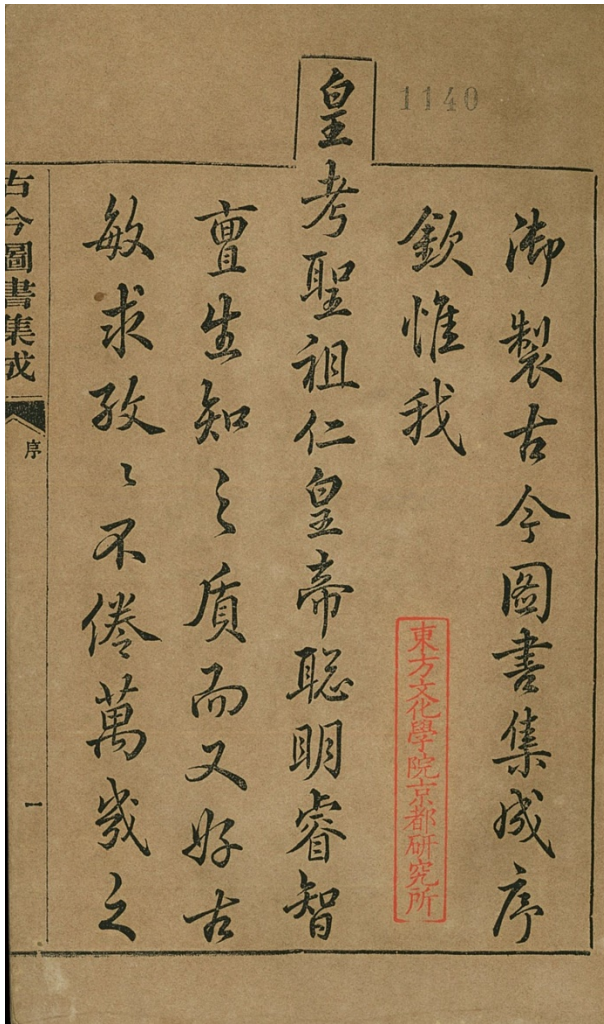 1140
御製古今圖書集成序
欽惟我
皇考聖祖仁皇帝聰明睿智
亶生知之質而又好古
敏求孜〻不倦萬幾之
東方文化學院京都研究所
古今圖書集成
序
一